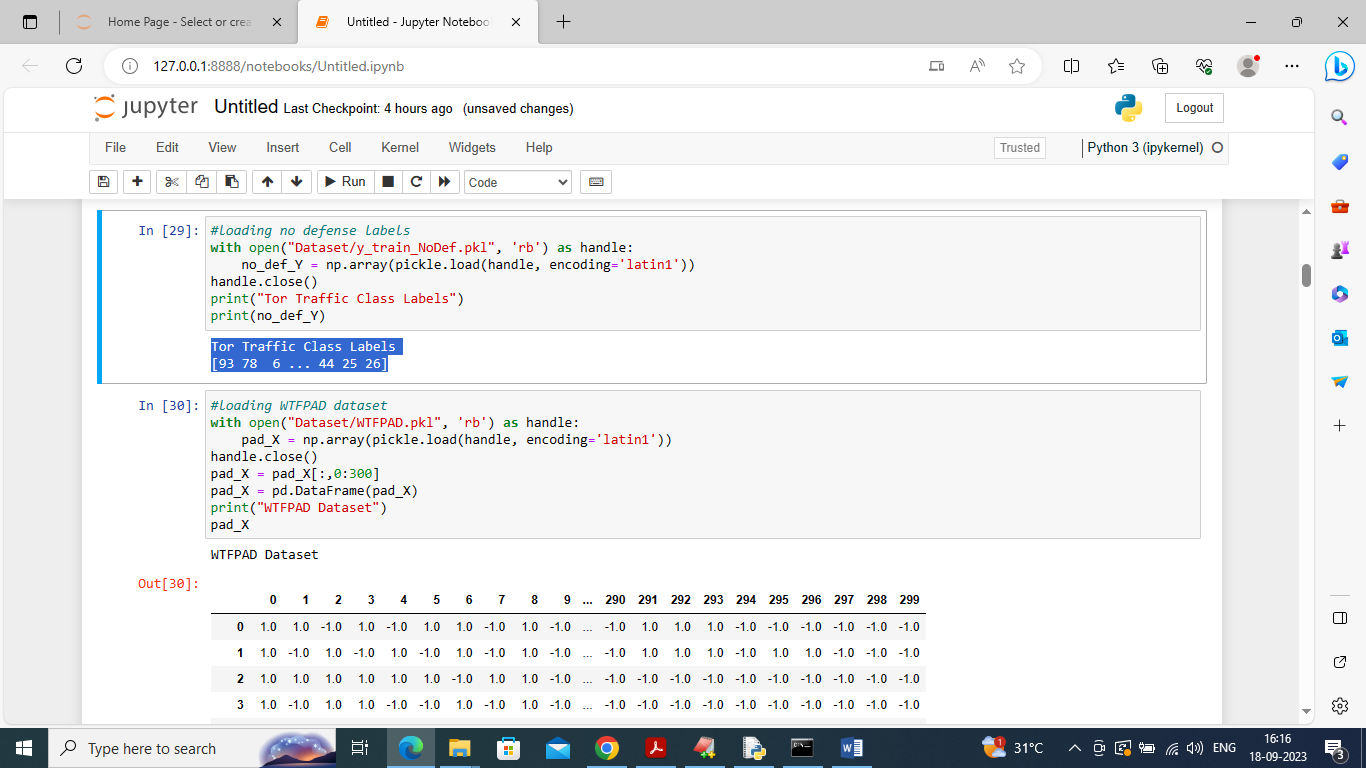 Home Page - Select or crea
Untitled - Jupyter Noteboo
127.0.0.1:8888/notebooks/Untitled.ipynb
jupyter Untitled Last Checkpoint: 4 hours ago (unsaved changes)
Logout
File Edit View Insert Cell Kernel Widgets Help
Trusted
Python 3 (ipykernel)
Run
Code
In [29]:
#loading no defense labels
with open("Dataset/y_train_NoDef.pkl", 'rb') as handle:
    no_def_Y = np.array(pickle.load(handle, encoding='latin1'))
handle.close()
print("Tor Traffic Class Labels")
print(no_def_Y)
Tor Traffic Class Labels
[93 78  6 ... 44 25 26]
In [30]:
#loading WTFPAD dataset
with open("Dataset/WTFPAD.pkl", 'rb') as handle:
    pad_X = np.array(pickle.load(handle, encoding='latin1'))
handle.close()
pad_X = pad_X[:,0:300]
pad_X = pd.DataFrame(pad_X)
print("WTFPAD Dataset")
pad_X
WTFPAD Dataset
Out[30]:
0 1 2 3 4 5 6 7 8 9 ... 290 291 292 293 294 295 296 297 298 299
0 1.0 1.0 -1.0 1.0 -1.0 1.0 1.0 -1.0 1.0 -1.0 ... -1.0 1.0 1.0 1.0 -1.0 -1.0 -1.0 -1.0 -1.0 -1.0
1 1.0 -1.0 1.0 -1.0 1.0 -1.0 1.0 -1.0 1.0 -1.0 ... -1.0 1.0 1.0 1.0 -1.0 1.0 1.0 -1.0 -1.0 -1.0
2 1.0 1.0 1.0 1.0 1.0 1.0 -1.0 1.0 1.0 -1.0 ... -1.0 -1.0 -1.0 -1.0 -1.0 -1.0 -1.0 -1.0 -1.0 -1.0
3 1.0 -1.0 1.0 1.0 -1.0 -1.0 1.0 -1.0 1.0 -1.0 ... -1.0 -1.0 -1.0 -1.0 -1.0 -1.0 -1.0 -1.0 -1.0 -1.0
Type here to search
1
31°C
ENG
16:16
18-09-2023
3